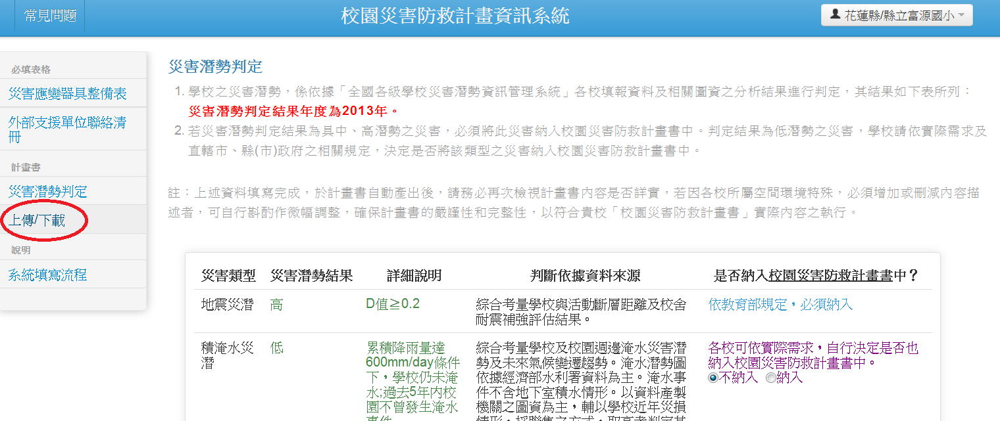 常見問題
校園災害防救計畫資訊系統
花蓮縣/縣立富源國小
必填表格
災害應變器具整備表
外部支援單位聯絡清
冊
計畫書
災害潛勢判定
上傳/下載
說明
系統填寫流程
災害潛勢判定
1. 學校之災害潛勢，係依據「全國各級學校災害潛勢資訊管理系統」各校填報資料及相關圖資之分析結果進行判定，其結果如下表所列：
災害潛勢判定結果年度為2013年。
2. 若災害潛勢判定結果為具中、高潛勢之災害，必須將此災害納入校園災害防救計畫書中。判定結果為低潛勢之災害，學校請依實際需求及
直轄市、縣(市)政府之相關規定，決定是否將該類型之災害納入校園災害防救計畫書中。
註：上述資料填寫完成，於計畫書自動產出後，請務必再次檢視計畫書內容是否詳實，若因各校所屬空間環境特殊，必須增加或刪減內容描
述者，可自行斟酌作微幅調整，確保計畫書的嚴謹性和完整性，以符合貴校「校園災害防救計畫書」實際內容之執行。
災害類型 災害潛勢結果 詳細說明 判斷依據資料來源 是否納入校園災害防救計畫書中？
地震災潛 高 D值≧0.2 綜合考量學校與活動斷層距離及校舍 依教育部規定，必須納入
耐震補強評估結果。
積淹水災 低 累積降雨量達 綜合考量學校及校園週邊淹水災害潛 各校可依實際需求，自行決定是否也
潛 600mm/day條件 勢及未來氣候變遷趨勢。淹水潛勢圖 納入校園災害防救計畫書中。
下，學校仍未淹 依據經濟部水利署資料為主。淹水事 不納入 納入
水;過去5年內校 件不含地下室積水情形。以資料產製
園不曾發生淹水 機關之圖資為主，輔以學校近年災損